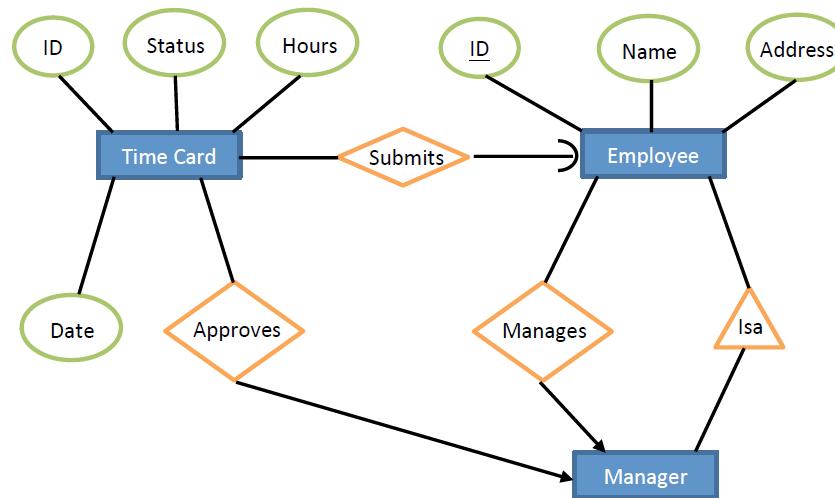 ID
Status
Hours
ID
Name
Address
Time Card
Submits
Employee
Date
Approves
Manages
Isa
Manager